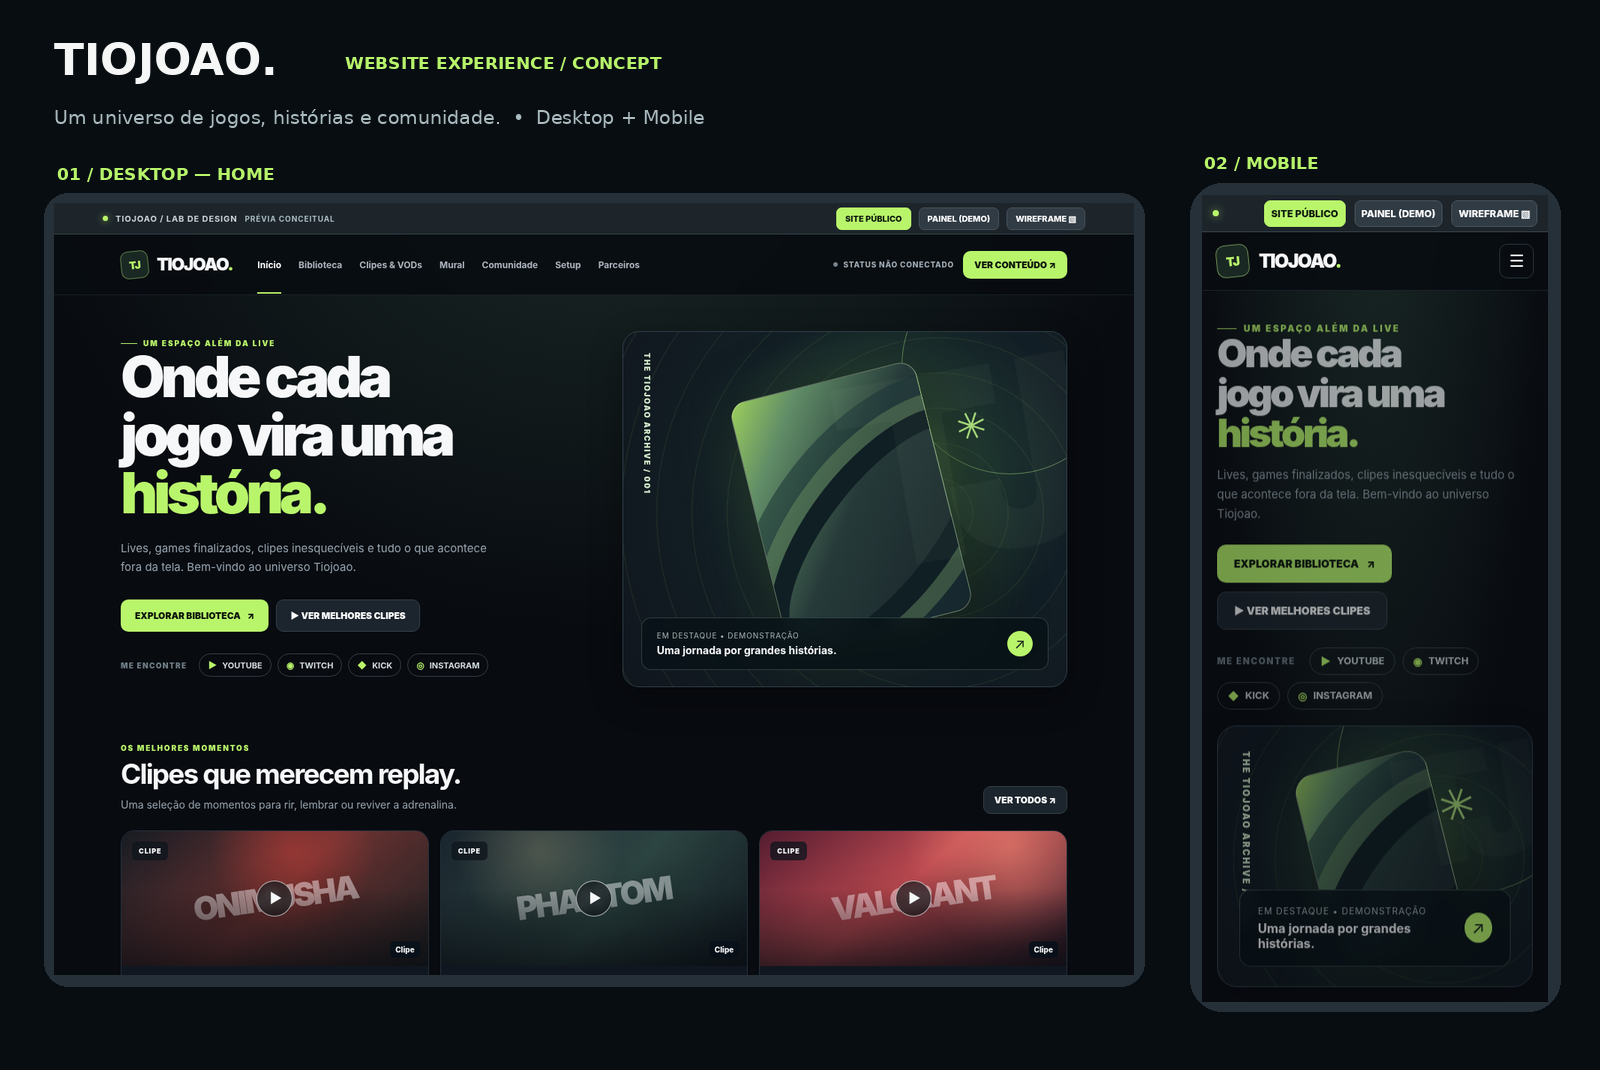 TIOJOAO.
WEBSITE EXPERIENCE / CONCEPT
Um universo de jogos, histórias e comunidade. • Desktop + Mobile
01 / DESKTOP — HOME
TIOJOAO / LAB DE DESIGN PRÉVIA CONCEITUAL
SITE PÚBLICO
PAINEL (DEMO)
WIREFRAME ▧
TJ TIOJOAO.
Início Biblioteca Clipes & VODs Mural Comunidade Setup Parceiros
STATUS NÃO CONECTADO
VER CONTEÚDO ↗
UM ESPAÇO ALÉM DA LIVE
Onde cada
jogo vira uma
história.
Lives, games finalizados, clipes inesquecíveis e tudo o que acontece
fora da tela. Bem-vindo ao universo Tiojoao.
EXPLORAR BIBLIOTECA ↗
▶ VER MELHORES CLIPES
ME ENCONTRE ▶ YOUTUBE ◉ TWITCH ◆ KICK ◎ INSTAGRAM
THE TIOJOAO ARCHIVE / 001
EM DESTAQUE • DEMONSTRAÇÃO
Uma jornada por grandes histórias.
↗
OS MELHORES MOMENTOS
Clipes que merecem replay.
Uma seleção de momentos para rir, lembrar ou reviver a adrenalina.
VER TODOS ↗
CLIPE
Clipe
CLIPE
Clipe
CLIPE
Clipe
02 / MOBILE
SITE PÚBLICO
PAINEL (DEMO)
WIREFRAME ▧
TJ TIOJOAO.
☰
UM ESPAÇO ALÉM DA LIVE
Onde cada
jogo vira uma
história.
Lives, games finalizados, clipes inesquecíveis e tudo o
que acontece fora da tela. Bem-vindo ao universo
Tiojoao.
EXPLORAR BIBLIOTECA ↗
▶ VER MELHORES CLIPES
ME ENCONTRE ▶ YOUTUBE ◉ TWITCH
◆ KICK ◎ INSTAGRAM
THE TIOJOAO ARCHIVE
EM DESTAQUE • DEMONSTRAÇÃO
Uma jornada por grandes
histórias.
↗